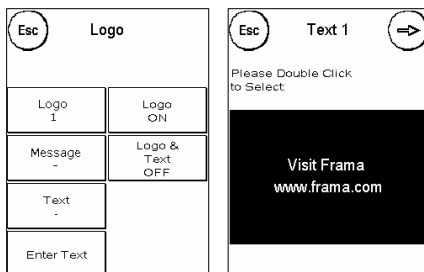 Esc
Logo
Logo
1
Logo
ON
Message
-
Logo &
Text
OFF
Text
-
Enter Text
Esc
Text 1
Please Double Click
to Select
Visit Frama
www.frama.com